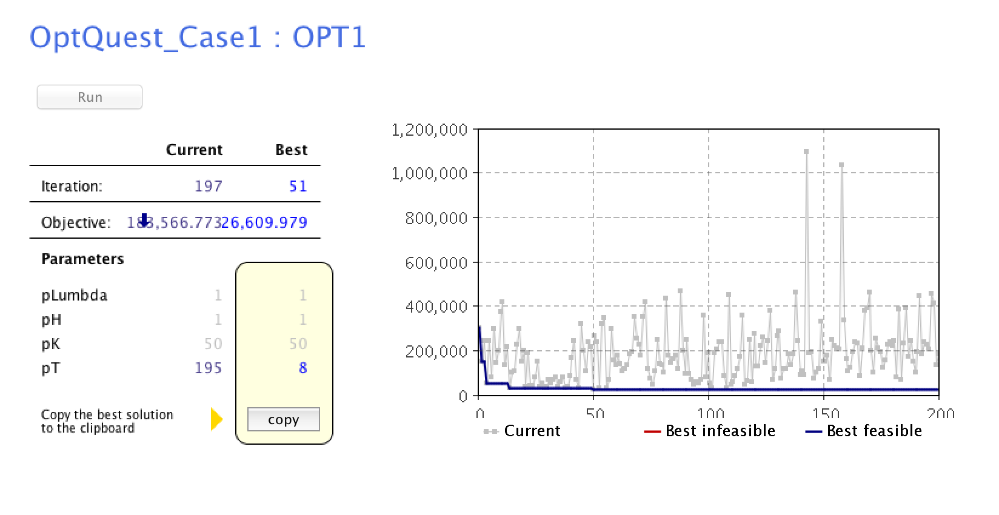 OptQuest_Case1 : OPT1
Run
Current Best
Iteration: 197 51
Objective: 183,566.773 26,609.979
Parameters
pLumbda 1 1
pH 1 1
pK 50 50
pT 195 8
Copy the best solution
to the clipboard
copy
1,200,000
1,000,000
800,000
600,000
400,000
200,000
0
0 50 100 150 200
Current Best infeasible Best feasible